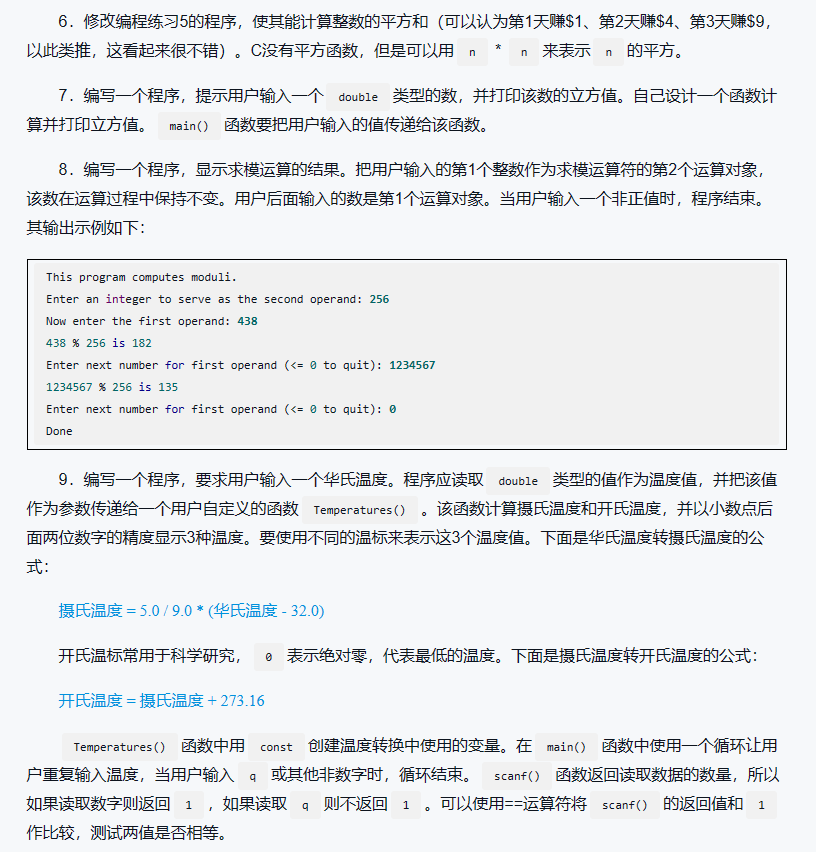 6．修改编程练习5的程序，使其能计算整数的平方和（可以认为第1天赚$1、第2天赚$4、第3天赚$9，
以此类推，这看起来很不错）。C没有平方函数，但是可以用 n * n 来表示 n 的平方。
7．编写一个程序，提示用户输入一个 double 类型的数，并打印该数的立方值。自己设计一个函数计
算并打印立方值。 main() 函数要把用户输入的值传递给该函数。
8．编写一个程序，显示求模运算的结果。把用户输入的第1个整数作为求模运算符的第2个运算对象，
该数在运算过程中保持不变。用户后面输入的数是第1个运算对象。当用户输入一个非正值时，程序结束。
其输出示例如下：
This program computes moduli.
Enter an integer to serve as the second operand: 256
Now enter the first operand: 438
438 % 256 is 182
Enter next number for first operand (<= 0 to quit): 1234567
1234567 % 256 is 135
Enter next number for first operand (<= 0 to quit): 0
Done
9．编写一个程序，要求用户输入一个华氏温度。程序应读取 double 类型的值作为温度值，并把该值
作为参数传递给一个用户自定义的函数 Temperatures() 。该函数计算摄氏温度和开氏温度，并以小数点后
面两位数字的精度显示3种温度。要使用不同的温标来表示这3个温度值。下面是华氏温度转摄氏温度的公
式：
摄氏温度 = 5.0 / 9.0 * (华氏温度 - 32.0)
开氏温标常用于科学研究， 0 表示绝对零，代表最低的温度。下面是摄氏温度转开氏温度的公式：
开氏温度 = 摄氏温度 + 273.16
Temperatures() 函数中用 const 创建温度转换中使用的变量。在 main() 函数中使用一个循环让用
户重复输入温度，当用户输入 q 或其他非数字时，循环结束。 scanf() 函数返回读取数据的数量，所以
如果读取数字则返回 1 ，如果读取 q 则不返回 1 。可以使用==运算符将 scanf() 的返回值和 1
作比较，测试两值是否相等。